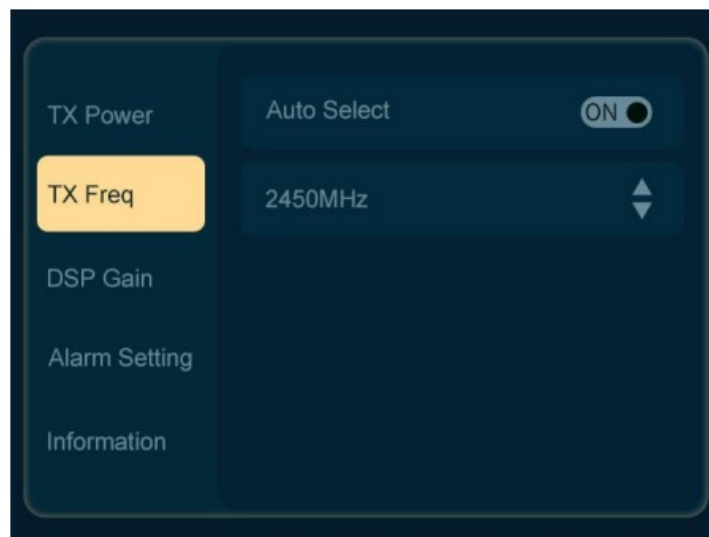 TX Power
TX Freq
DSP Gain
Alarm Setting
Information
Auto Select
ON
2450MHz